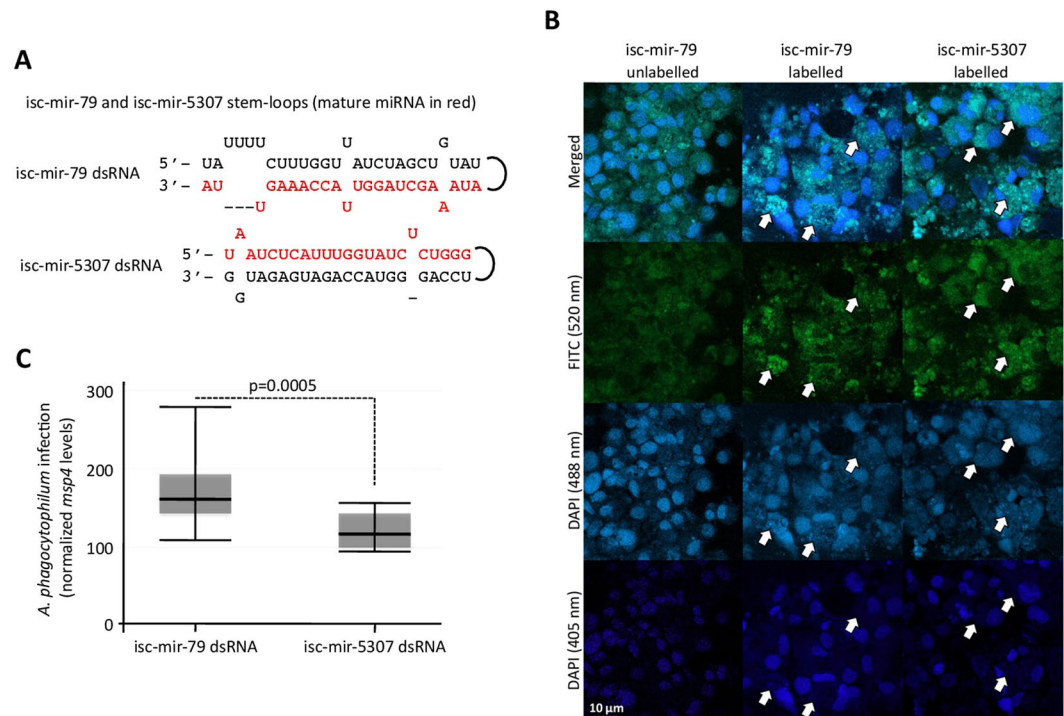 A
isc-mir-79 and isc-mir-5307 stem-loops (mature miRNA in red)
UUUU U G
isc-mir-79 dsRNA
5′– UA CUUUGGU AUCUAGCU UAU
3′– AU GAAACCA UGGAUCGA AUA
---U U A
A U
isc-mir-5307 dsRNA
5′– U AUCUCAUUUGGUAUC CUGGG
3′– G UAGAGUAGACCAUGG GACCU
G –
B
isc-mir-79
unlabelled
isc-mir-79
labelled
isc-mir-5307
labelled
Merged
FITC (520 nm)
DAPI (488 nm)
DAPI (405 nm)
10 µm
C
p=0.0005
A. phagocytophilum infection
(normalized msp4 levels)
300
200
100
0
isc-mir-79 dsRNA
isc-mir-5307 dsRNA